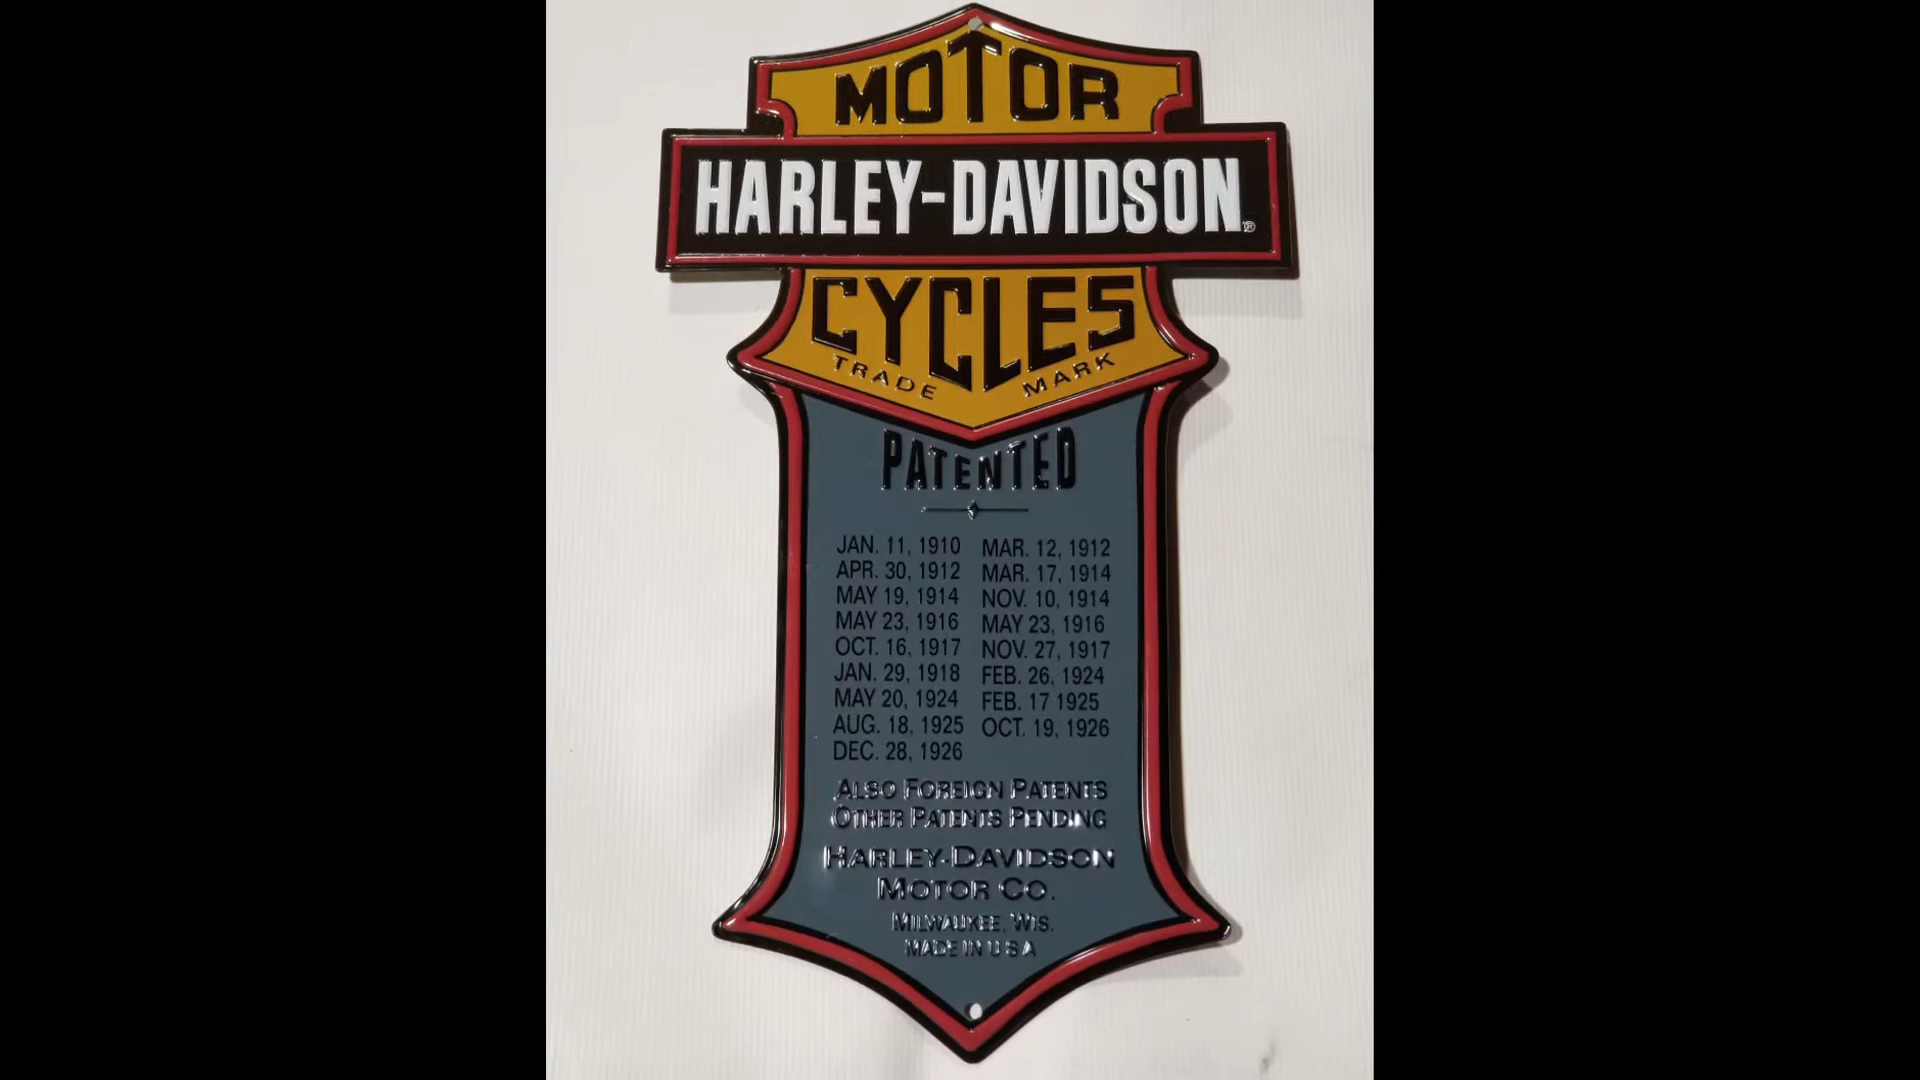 MOTOR
HARLEY-DAVIDSON®
CYCLES
TRADE MARK
PATENTED
JAN. 11, 1910 MAR. 12, 1912
APR. 30, 1912 MAR. 17, 1914
MAY 19, 1914 NOV. 10, 1914
MAY 23, 1916 MAY 23, 1916
OCT. 16, 1917 NOV. 27, 1917
JAN. 29, 1918 FEB. 26, 1924
MAY 20, 1924 FEB. 17 1925
AUG. 18, 1925 OCT. 19, 1926
DEC. 28, 1926
ALSO FOREIGN PATENTS
OTHER PATENTS PENDING
HARLEY-DAVIDSON
MOTOR CO.
MILWAUKEE, WIS.
MADE IN U S A